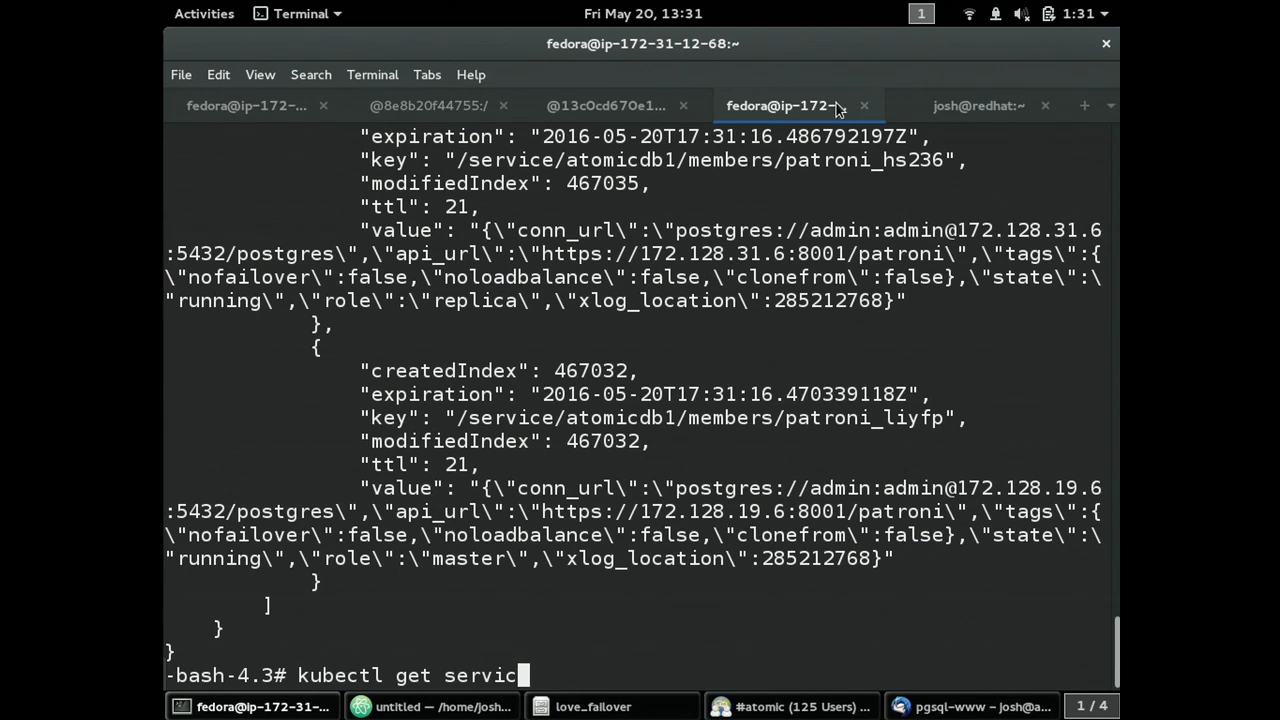 Activities Terminal Fri May 20, 13:31 1 1:31
fedora@ip-172-31-12-68:~
File Edit View Search Terminal Tabs Help
fedora@ip-172-... @8e8b20f44755:/ @13c0cd670e1... fedora@ip-172-... josh@redhat:~
"expiration": "2016-05-20T17:31:16.486792197Z",
"key": "/service/atomicdb1/members/patroni_hs236",
"modifiedIndex": 467035,
"ttl": 21,
"value": "{\"conn_url\":\"postgres://admin:admin@172.128.31.6
:5432/postgres\",\"api_url\":\"https://172.128.31.6:8001/patroni\",\"tags\":{
\"nofailover\":false,\"noloadbalance\":false,\"clonefrom\":false},\"state\":\
"running\",\"role\":\"replica\",\"xlog_location\":285212768}"
},
{
"createdIndex": 467032,
"expiration": "2016-05-20T17:31:16.470339118Z",
"key": "/service/atomicdb1/members/patroni_liyfp",
"modifiedIndex": 467032,
"ttl": 21,
"value": "{\"conn_url\":\"postgres://admin:admin@172.128.19.6
:5432/postgres\",\"api_url\":\"https://172.128.19.6:8001/patroni\",\"tags\":{
\"nofailover\":false,\"noloadbalance\":false,\"clonefrom\":false},\"state\":\
"running\",\"role\":\"master\",\"xlog_location\":285212768}"
}
]
}
}
-bash-4.3# kubectl get servic
fedora@ip-172-31-... untitled — /home/josh... love_failover #atomic (125 Users) ... pgsql-www — josh@a... 1 / 4